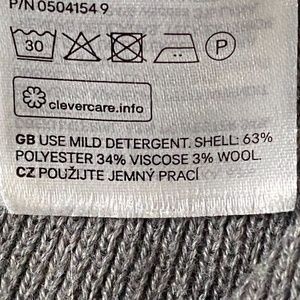 P/N 0504154 9
30 P
clevercare.info
GB USE MILD DETERGENT. SHELL: 63%
POLYESTER 34% VISCOSE 3% WOOL.
CZ POUŽIJTE JEMNÝ PRACÍ